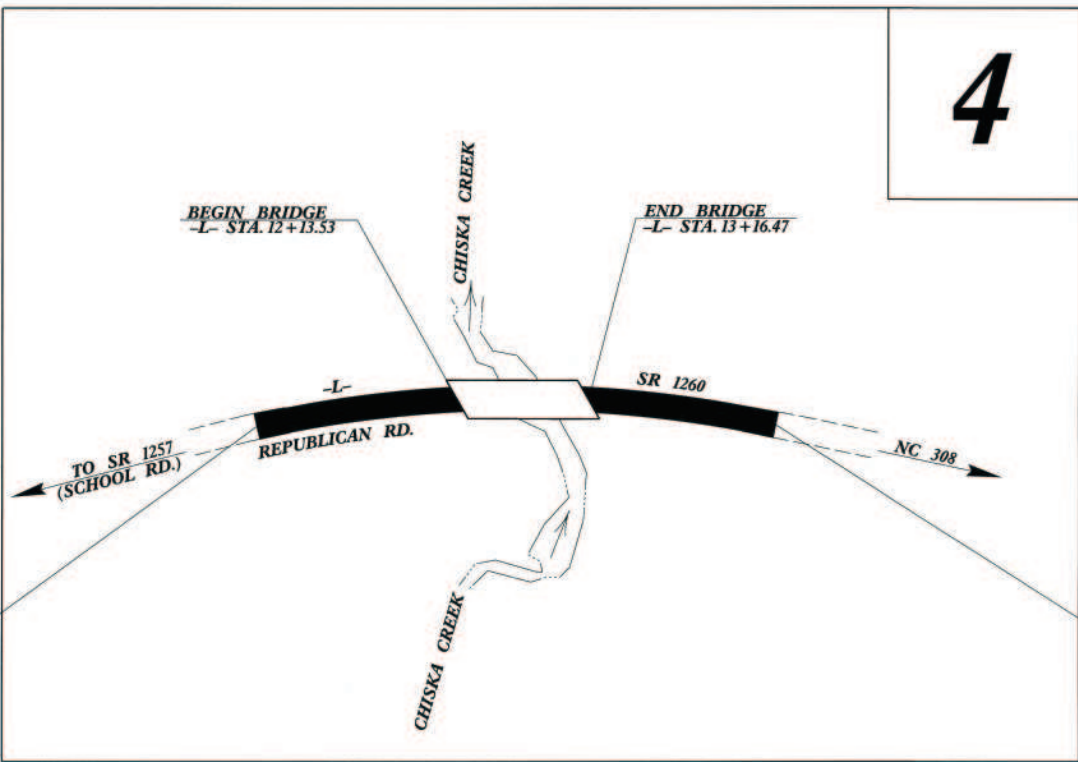 4
CHISKA CREEK
BEGIN BRIDGE
-L- STA. 12+13.53
END BRIDGE
-L- STA. 13+16.47
-L-
SR 1260
REPUBLICAN RD.
TO SR 1257
(SCHOOL RD.)
NC 308
CHISKA CREEK